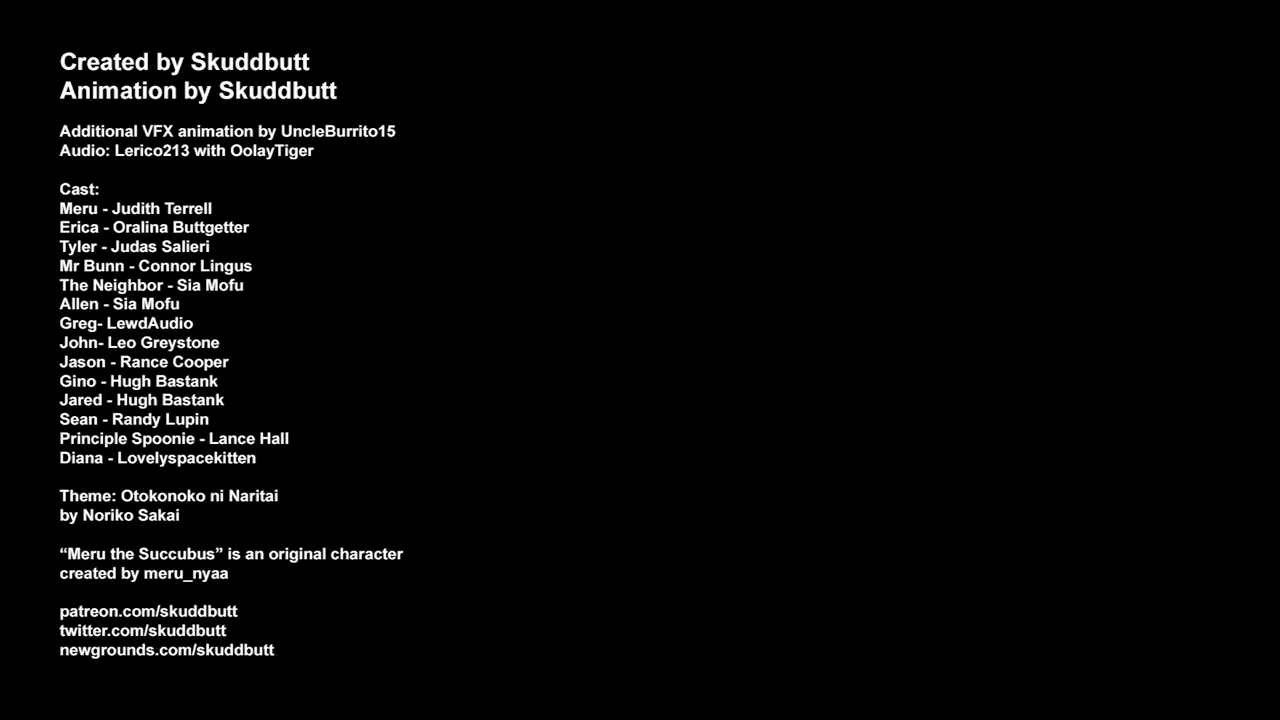 Created by Skuddbutt
Animation by Skuddbutt
Additional VFX animation by UncleBurrito15
Audio: Lerico213 with OolayTiger
Cast:
Meru - Judith Terrell
Erica - Oralina Buttgetter
Tyler - Judas Salieri
Mr Bunn - Connor Lingus
The Neighbor - Sia Mofu
Allen - Sia Mofu
Greg- LewdAudio
John- Leo Greystone
Jason - Rance Cooper
Gino - Hugh Bastank
Jared - Hugh Bastank
Sean - Randy Lupin
Principle Spoonie - Lance Hall
Diana - Lovelyspacekitten
Theme: Otokonoko ni Naritai
by Noriko Sakai
“Meru the Succubus” is an original character
created by meru_nyaa
patreon.com/skuddbutt
twitter.com/skuddbutt
newgrounds.com/skuddbutt